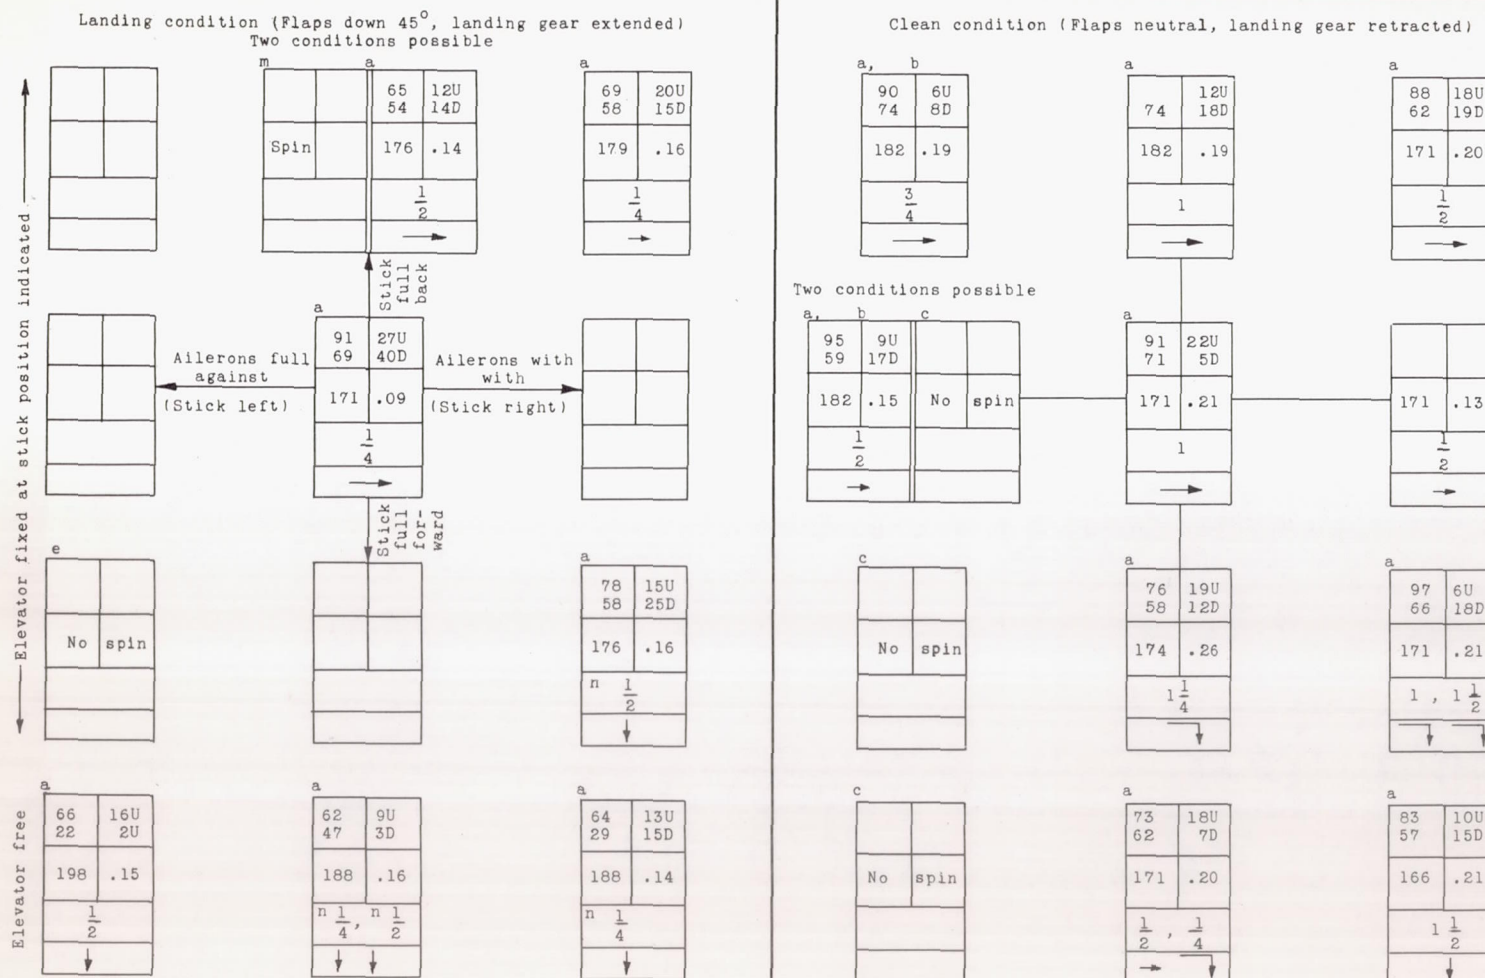 Landing condition (Flaps down 45°, landing gear extended)
Two conditions possible
m a
65 12U
54 14D
Spin 176 .14
1/2
→
a
69 20U
58 15D
179 .16
1/4
→
Elevator fixed at stick position indicated
Stick full back
Ailerons full against
(Stick left)
a
91 27U
69 40D
171 .09
1/4
→
Ailerons with
with
(Stick right)
Stick full for-ward
e
No spin
a
78 15U
58 25D
176 .16
n 1/2
↓
Elevator free
a
66 16U
22 2U
198 .15
1/2
↓
62 9U
47 3D
188 .16
n 1/4, n 1/2
↓ ↓
a
64 13U
29 15D
188 .14
n 1/4
↓
Clean condition (Flaps neutral, landing gear retracted)
a, b
90 6U
74 8D
182 .19
3/4
→
a
12U
74 18D
182 .19
1
→
a
88 18U
62 19D
171 .20
1/2
→
Two conditions possible
a, b c
95 9U
59 17D
182 .15 No spin
1/2
→
a
91 22U
71 5D
171 .21
1
→
171 .13
1/2
→
c
No spin
a
76 19U
58 12D
174 .26
1 1/4
a
97 6U
66 18D
171 .21
1 , 1 1/2
c
No spin
a
73 18U
62 7D
171 .20
1/2 , 1/4
→
a
83 10U
57 15D
166 .21
1 1/2
↓